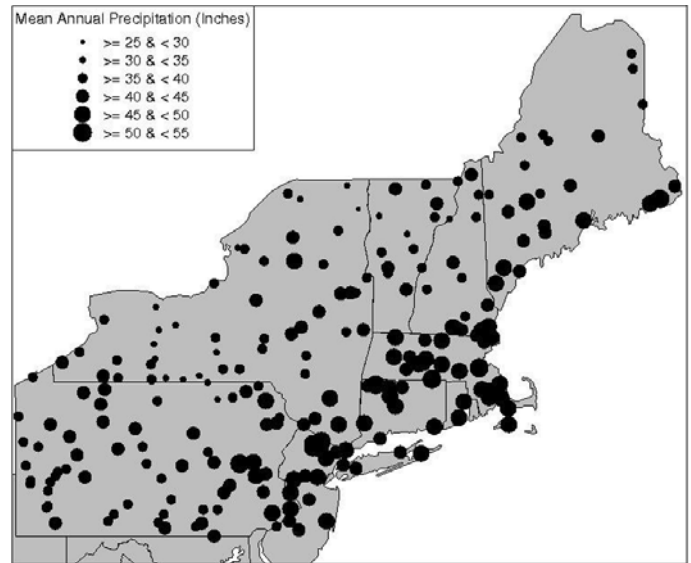 Mean Annual Precipitation (Inches)
>= 25 & < 30
>= 30 & < 35
>= 35 & < 40
>= 40 & < 45
>= 45 & < 50
>= 50 & < 55